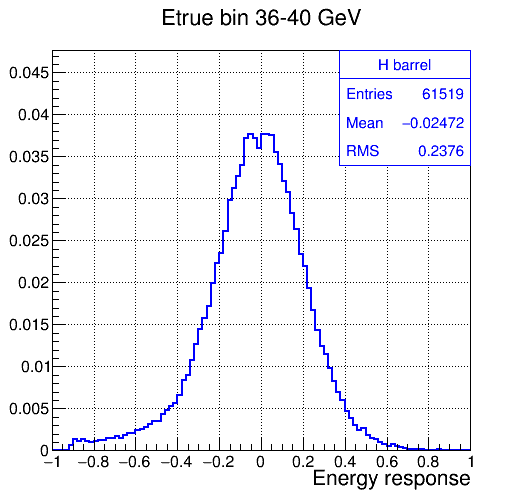 Etrue bin 36-40 GeV
H barrel
Entries 61519
Mean −0.02472
RMS 0.2376
0.045
0.04
0.035
0.03
0.025
0.02
0.015
0.01
0.005
0
−1 −0.8 −0.6 −0.4 −0.2 0 0.2 0.4 0.6 0.8 1
Energy response